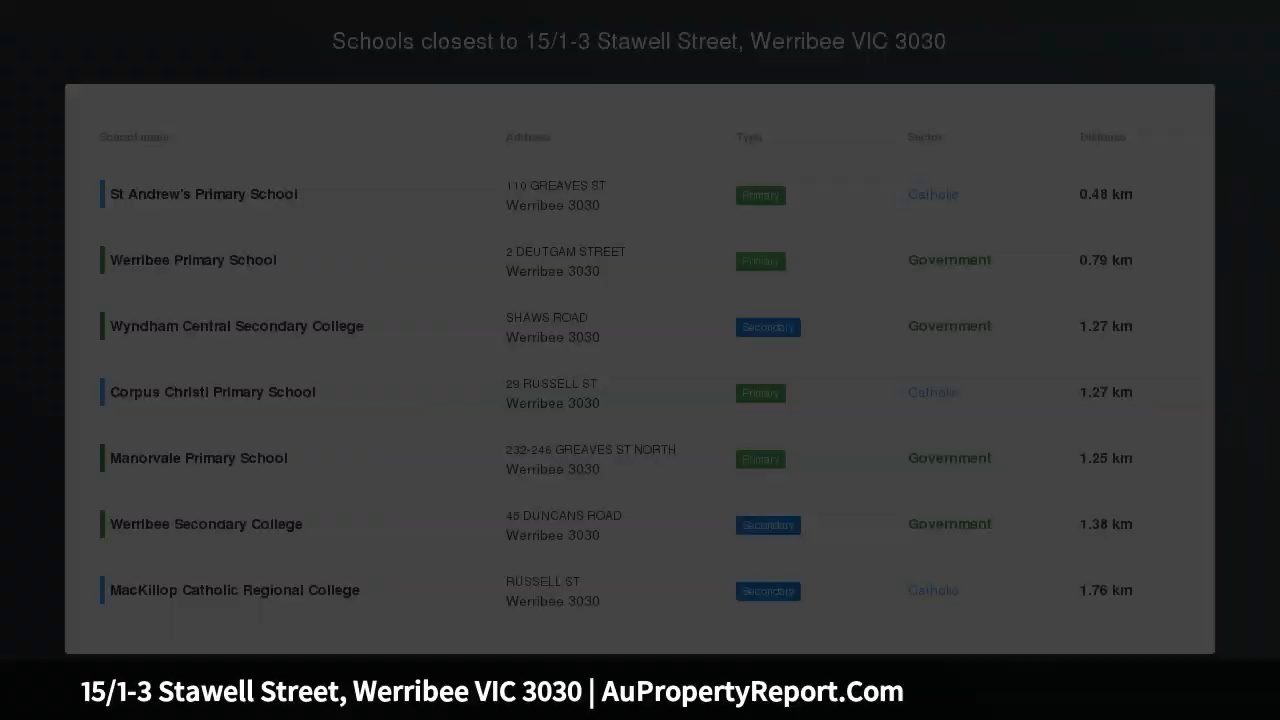 Schools closest to 15/1-3 Stawell Street, Werribee VIC 3030
School name Address Type Sector Distance
St Andrew's Primary School 110 GREAVES ST Werribee 3030 Primary Catholic 0.48 km
Werribee Primary School 2 DEUTGAM STREET Werribee 3030 Primary Government 0.79 km
Wyndham Central Secondary College SHAWS ROAD Werribee 3030 Secondary Government 1.27 km
Corpus Christi Primary School 29 RUSSELL ST Werribee 3030 Primary Catholic 1.27 km
Manorvale Primary School 232-246 GREAVES ST NORTH Werribee 3030 Primary Government 1.25 km
Werribee Secondary College 45 DUNCANS ROAD Werribee 3030 Secondary Government 1.38 km
MacKillop Catholic Regional College RUSSELL ST Werribee 3030 Secondary Catholic 1.76 km
15/1-3 Stawell Street, Werribee VIC 3030 | AuPropertyReport.Com